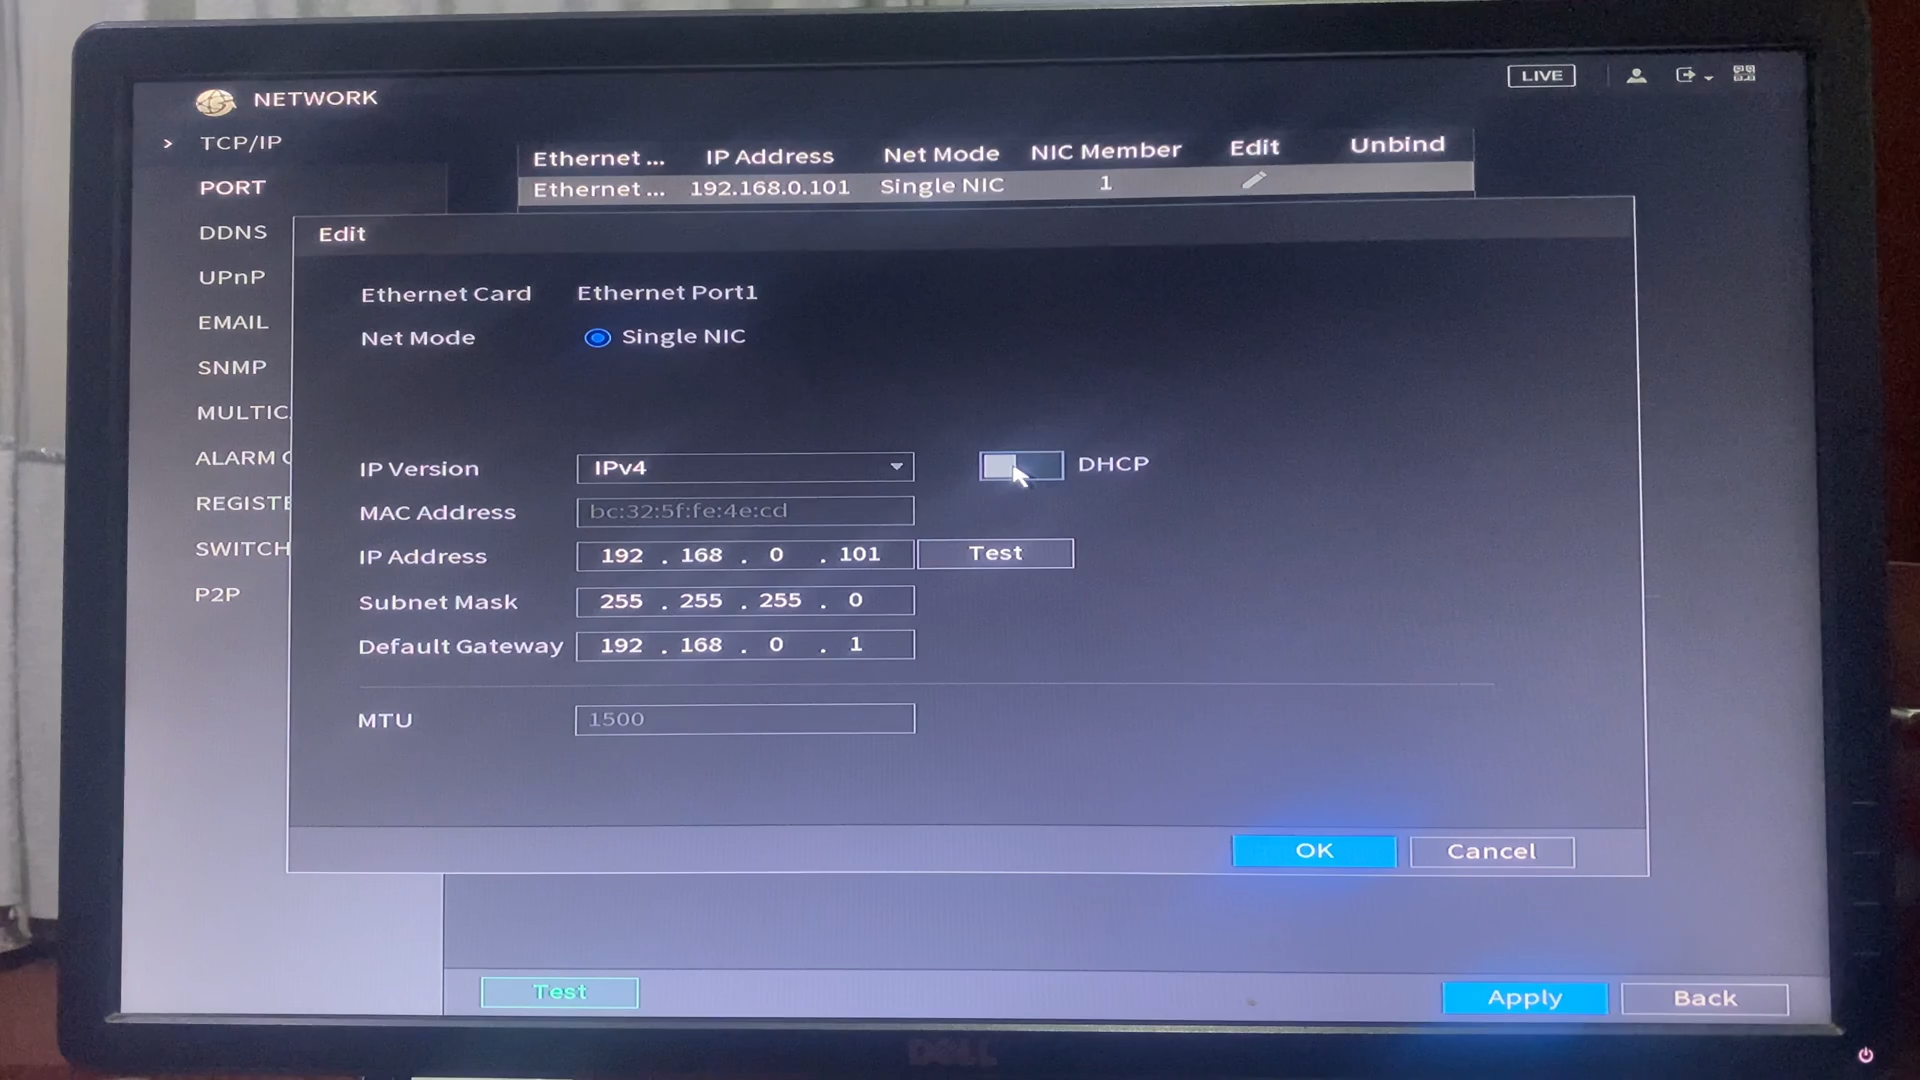 NETWORK
LIVE
> TCP/IP
PORT
DDNS
UPnP
EMAIL
SNMP
MULTIC
ALARM
REGISTE
SWITCH
P2P
Ethernet ... IP Address Net Mode NIC Member Edit Unbind
Ethernet ... 192.168.0.101 Single NIC 1
Edit
Ethernet Card Ethernet Port1
Net Mode Single NIC
IP Version IPv4 DHCP
MAC Address bc:32:5f:fe:4e:cd
IP Address 192 . 168 . 0 . 101 Test
Subnet Mask 255 . 255 . 255 . 0
Default Gateway 192 . 168 . 0 . 1
MTU 1500
OK Cancel
Test Apply Back
DELL